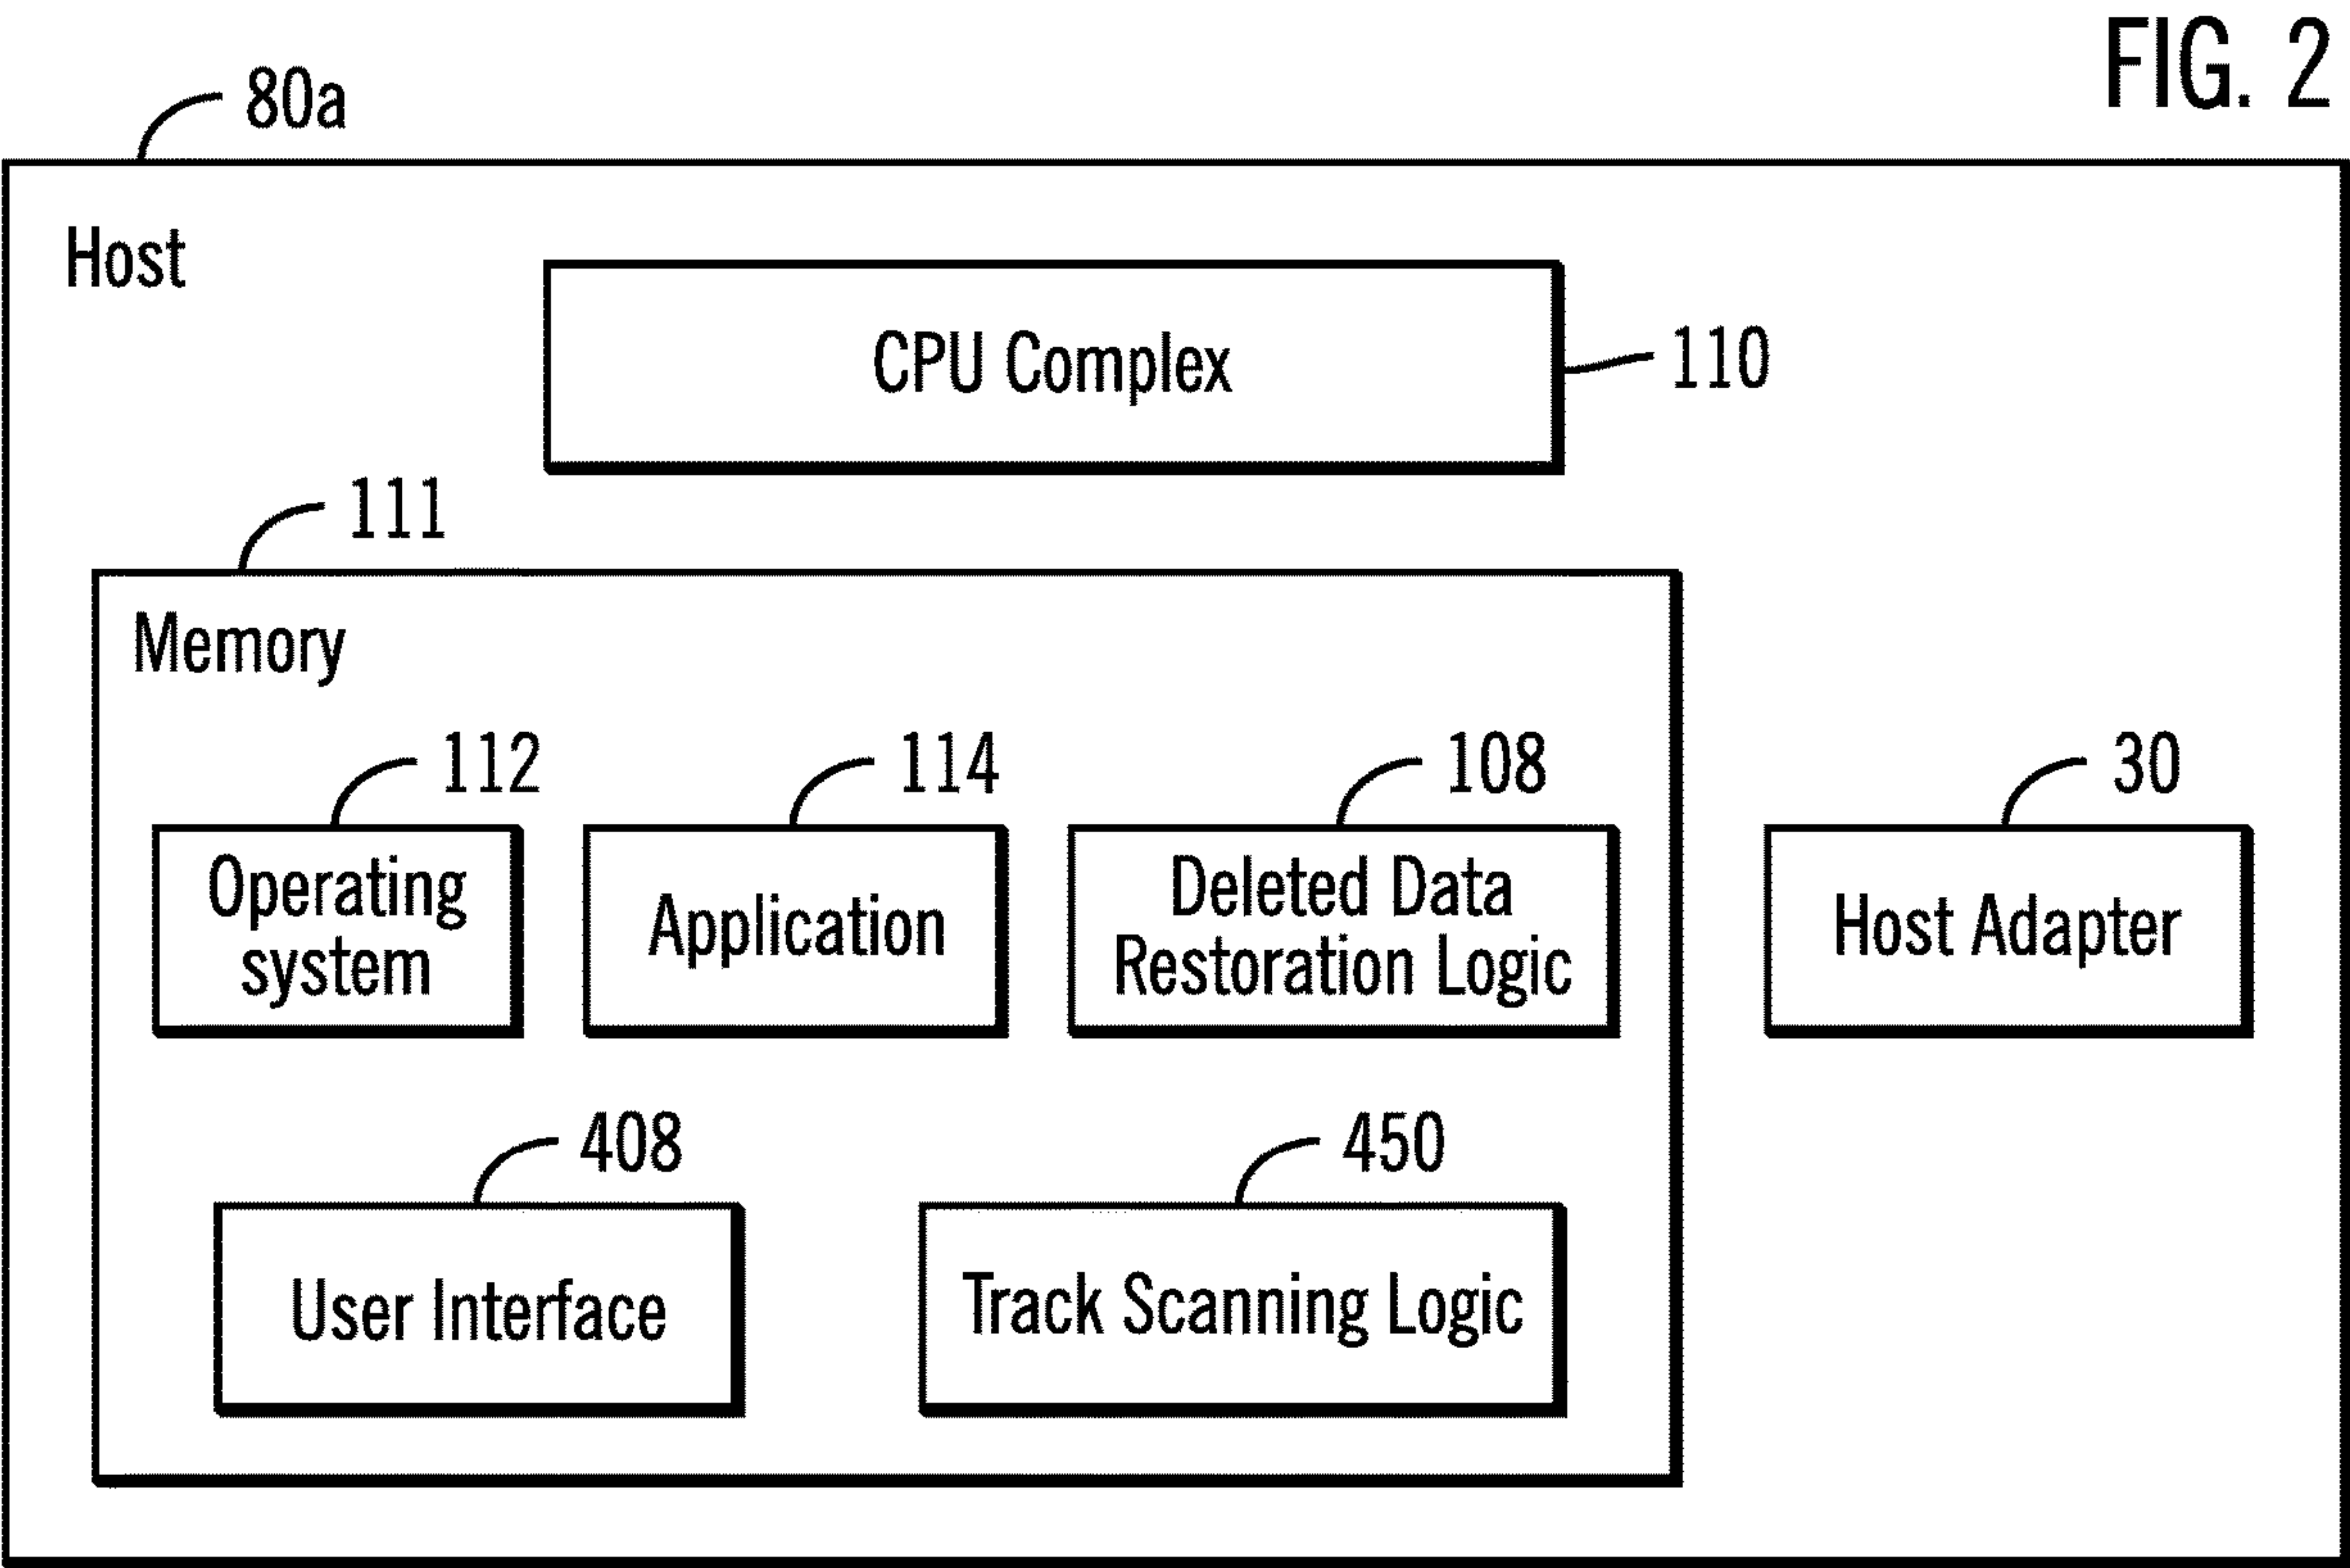 FIG. 2
80a
Host
CPU Complex
110
111
Memory
112
114
108
30
Operating
system
Application
Deleted Data
Restoration Logic
Host Adapter
408
450
User Interface
Track Scanning Logic